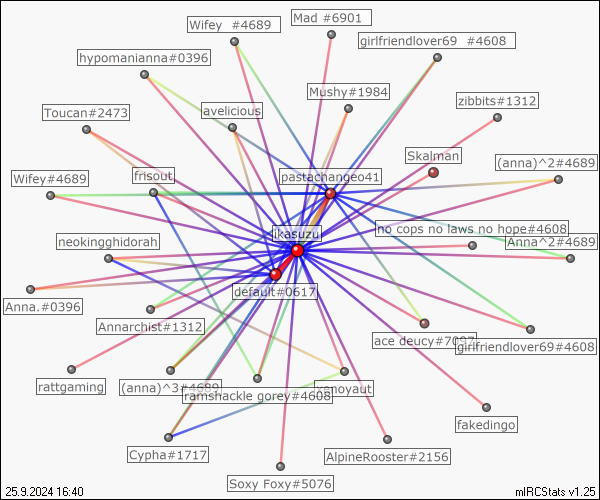 Mad #6901
Wifey #4689
girlfriendlover69 #4608
hypomanianna#0396
Mushy#1984
zibbits#1312
Toucan#2473
avelicious
Skalman
(anna)^2#4689
frisout
pastachangeo41
Wifey#4689
no cops no laws no hope#4608
ikasuzu
neokingghidorah
Anna^2#4689
default#0617
Anna.#0396
Annarchist#1312
ace deucy#7007
girlfriendlover69#4608
rattgaming
(anna)^3#4689
ramshackle gorey#4608
fakedingo
Cypha#1717
AlpineRooster#2156
Soxy Foxy#5076
25.9.2024 16:40
mIRCStats v1.25